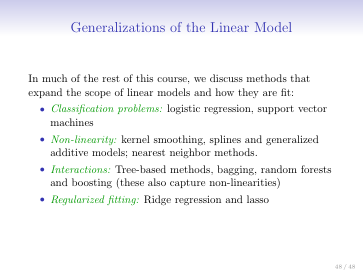 Generalizations of the Linear Model
In much of the rest of this course, we discuss methods that
expand the scope of linear models and how they are fit:
• Classification problems: logistic regression, support vector
machines
• Non-linearity: kernel smoothing, splines and generalized
additive models; nearest neighbor methods.
• Interactions: Tree-based methods, bagging, random forests
and boosting (these also capture non-linearities)
• Regularized fitting: Ridge regression and lasso
48 / 48